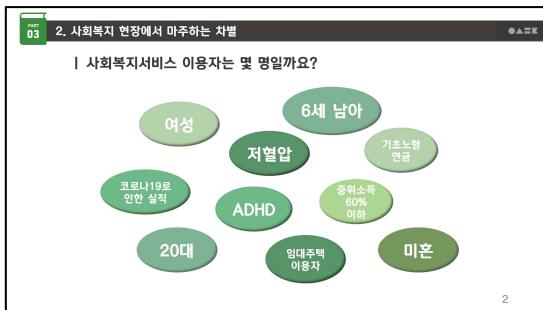 PART
03
2. 사회복지 현장에서 마주하는 차별
| 사회복지서비스 이용자는 몇 명일까요?
여성
6세 남아
저혈압
기초노령
연금
코로나19로
인한 실직
ADHD
중위소득
60%
이하
20대
임대주택
이용자
미혼
2